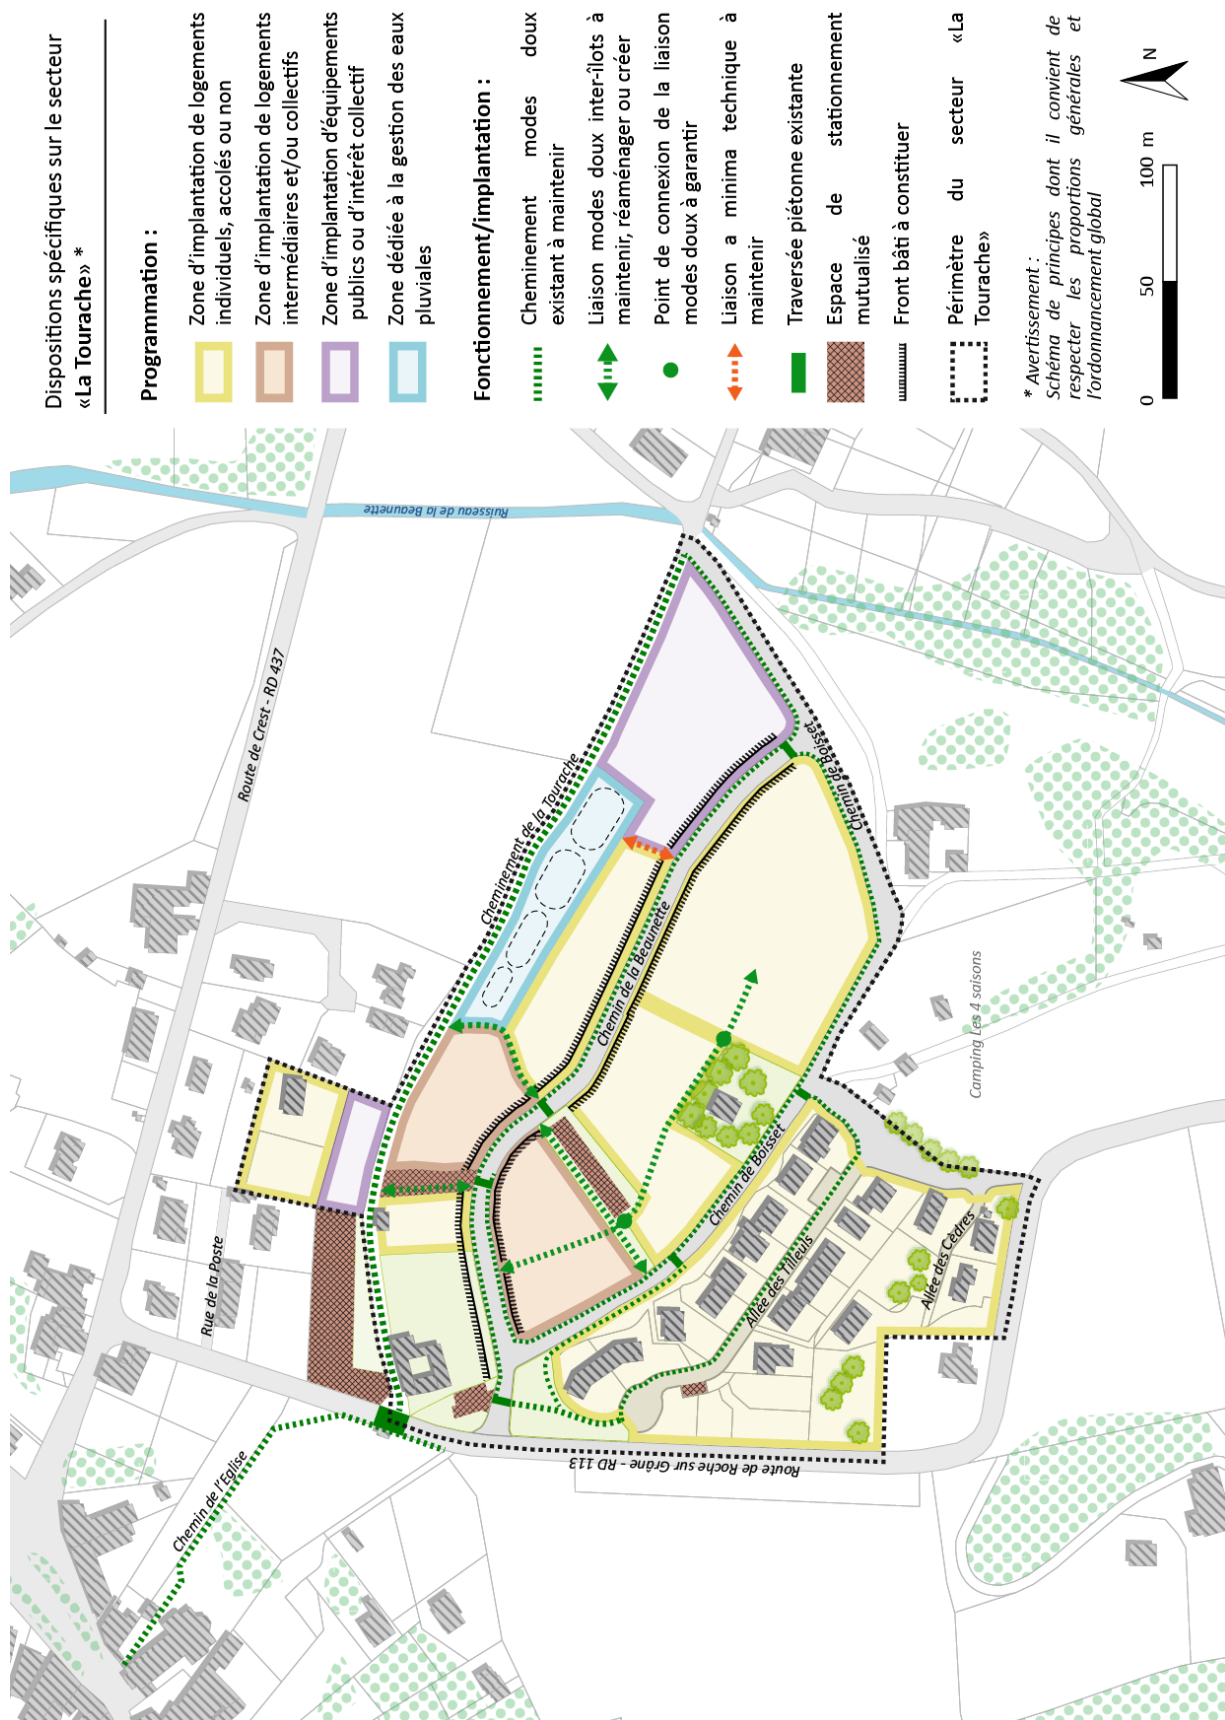 Dispositions spécifiques sur le secteur
«La Tourache» *
Programmation :
Zone d'implantation de logements
individuels, accolés ou non
Zone d'implantation de logements
intermédiaires et/ou collectifs
Zone d'implantation d'équipements
publics ou d'intérêt collectif
Zone dédiée à la gestion des eaux
pluviales
Fonctionnement/implantation :
Cheminement modes doux
existant à maintenir
Liaison modes doux inter-îlots à
maintenir, réaménager ou créer
Point de connexion de la liaison
modes doux à garantir
Liaison a minima technique à
maintenir
Traversée piétonne existante
Espace de stationnement
mutualisé
Front bâti à constituer
Périmètre du secteur «La
Tourache»
* Avertissement :
Schéma de principes dont il convient de
respecter les proportions générales et
l'ordonnancement global
0 50 100 m
N
Route de Crest - RD 437
Ruisseau de la Beaunette
Cheminement de la Tourache
Chemin de la Beaunette
Chemin de Boisset
Chemin de Boisset
Chemin de Boisset
Rue de la Poste
Chemin de l'Eglise
Allée des Tilleuls
Allée des Cèdres
Route de Roche sur Grâne - RD 113
Camping Les 4 saisons